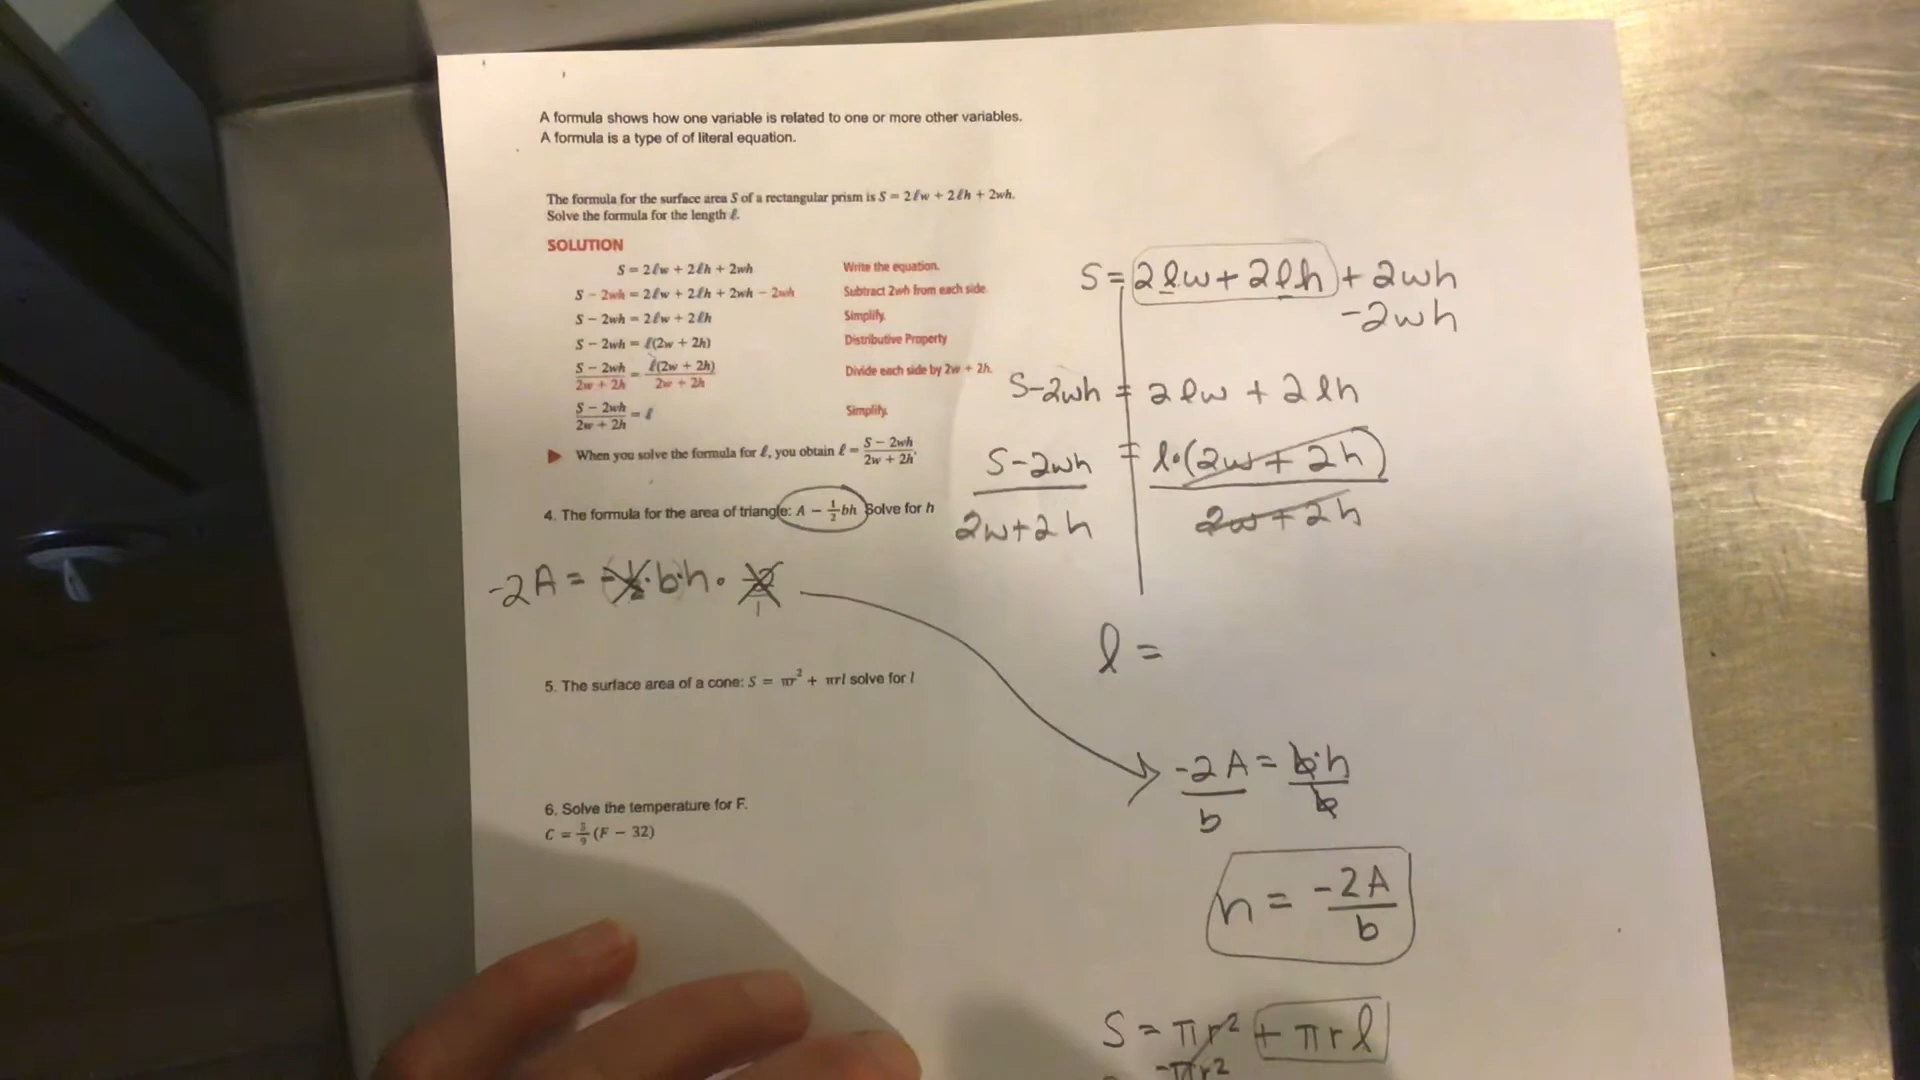 A formula shows how one variable is related to one or more other variables.
A formula is a type of of literal equation.
The formula for the surface area S of a rectangular prism is S = 2ℓw + 2ℓh + 2wh.
Solve the formula for the length ℓ.
SOLUTION
S = 2ℓw + 2ℓh + 2wh Write the equation.
S − 2wh = 2ℓw + 2ℓh + 2wh − 2wh Subtract 2wh from each side.
S − 2wh = 2ℓw + 2ℓh Simplify.
S − 2wh = ℓ(2w + 2h) Distributive Property
(S − 2wh)/(2w + 2h) = ℓ(2w + 2h)/(2w + 2h) Divide each side by 2w + 2h.
(S − 2wh)/(2w + 2h) = ℓ Simplify.
▶ When you solve the formula for ℓ, you obtain ℓ = (S − 2wh)/(2w + 2h).
4. The formula for the area of triangle: A − 1/2 bh Solve for h
-2A = b·h ·
5. The surface area of a cone: S = πr² + πrl solve for l
6. Solve the temperature for F.
C = 5/9 (F − 32)
S = 2ℓw + 2ℓh + 2wh
-2wh
S-2wh = 2ℓw + 2ℓh
S-2wh = ℓ·(2w + 2h)
2w+2h 2w+2h
ℓ =
-2A = b·h
b b
h = -2A
b
S = πr² + πrℓ
-πr²